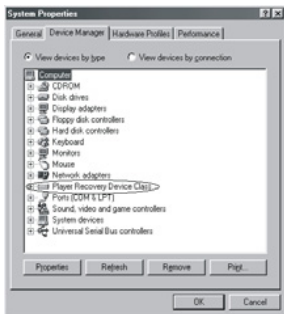 System Properties
General
Device Manager
Hardware Profiles
Performance
View devices by type
View devices by connection
Computer
CDROM
Disk drives
Display adapters
Floppy disk controllers
Hard disk controllers
Keyboard
Monitors
Mouse
Network adapters
Player Recovery Device Class
Ports (COM & LPT)
Sound, video and game controllers
System devices
Universal Serial Bus controllers
Properties
Refresh
Remove
Print...
OK
Cancel